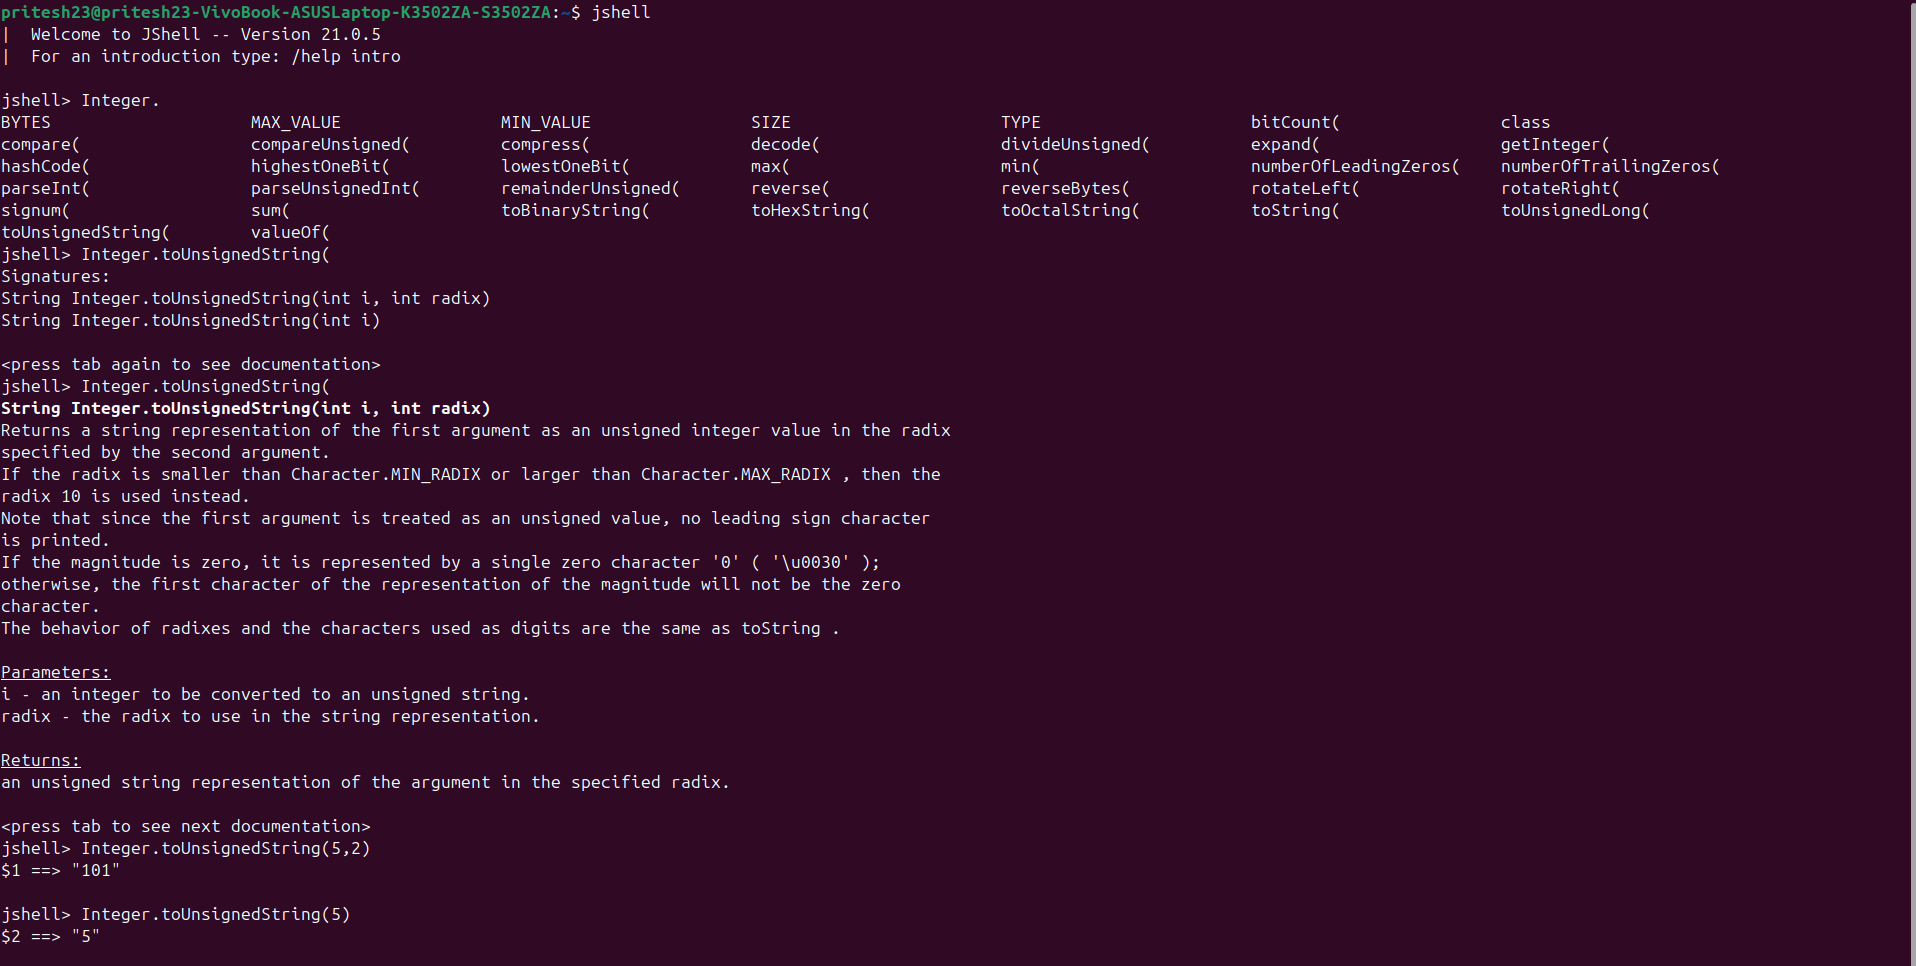 pritesh23@pritesh23-VivoBook-ASUSLaptop-K3502ZA-S3502ZA:~$ jshell
|  Welcome to JShell -- Version 21.0.5
|  For an introduction type: /help intro

jshell> Integer.
BYTES                    MAX_VALUE                MIN_VALUE                SIZE                     TYPE                     bitCount(                class
compare(                 compareUnsigned(         compress(                decode(                  divideUnsigned(          expand(                  getInteger(
hashCode(                highestOneBit(           lowestOneBit(            max(                     min(                     numberOfLeadingZeros(    numberOfTrailingZeros(
parseInt(                parseUnsignedInt(        remainderUnsigned(       reverse(                 reverseBytes(            rotateLeft(              rotateRight(
signum(                  sum(                     toBinaryString(          toHexString(             toOctalString(           toString(                toUnsignedLong(
toUnsignedString(        valueOf(
jshell> Integer.toUnsignedString(
Signatures:
String Integer.toUnsignedString(int i, int radix)
String Integer.toUnsignedString(int i)

<press tab again to see documentation>
jshell> Integer.toUnsignedString(
String Integer.toUnsignedString(int i, int radix)
Returns a string representation of the first argument as an unsigned integer value in the radix
specified by the second argument.
If the radix is smaller than Character.MIN_RADIX or larger than Character.MAX_RADIX , then the
radix 10 is used instead.
Note that since the first argument is treated as an unsigned value, no leading sign character
is printed.
If the magnitude is zero, it is represented by a single zero character '0' ( '\u0030' );
otherwise, the first character of the representation of the magnitude will not be the zero
character.
The behavior of radixes and the characters used as digits are the same as toString .

Parameters:
i - an integer to be converted to an unsigned string.
radix - the radix to use in the string representation.

Returns:
an unsigned string representation of the argument in the specified radix.

<press tab to see next documentation>
jshell> Integer.toUnsignedString(5,2)
$1 ==> "101"

jshell> Integer.toUnsignedString(5)
$2 ==> "5"